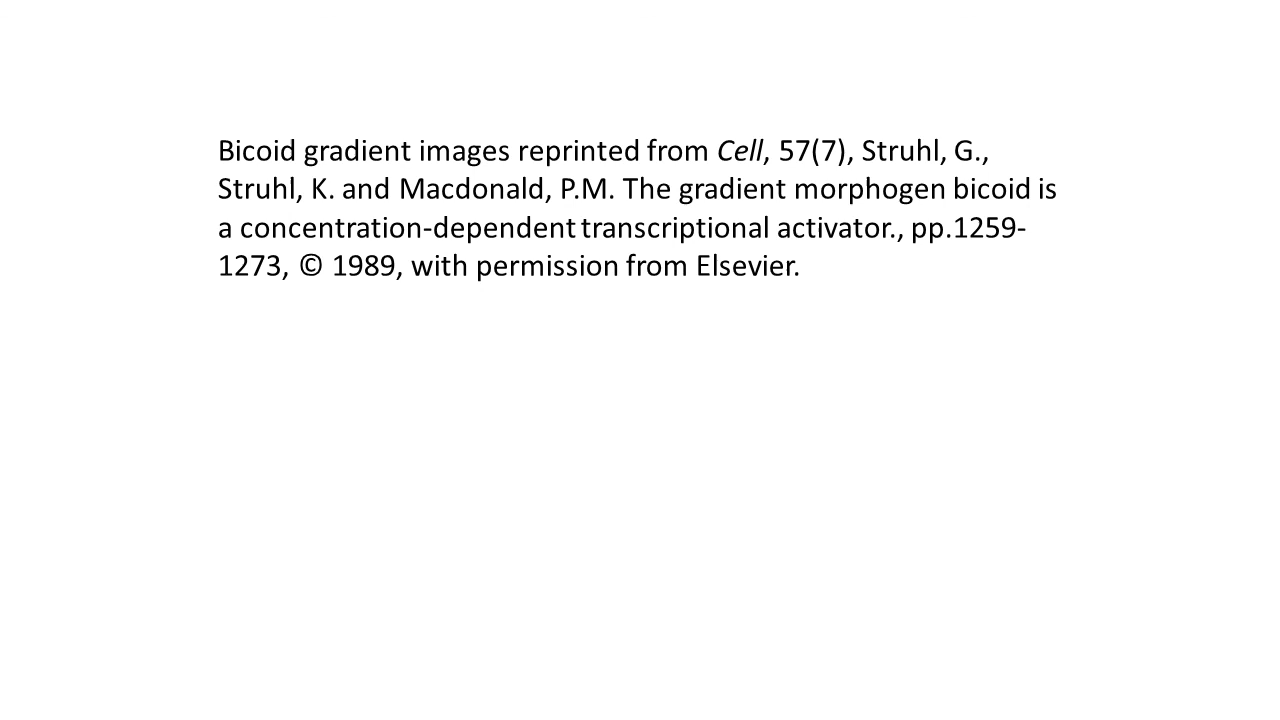 Bicoid gradient images reprinted from Cell, 57(7), Struhl, G.,
Struhl, K. and Macdonald, P.M. The gradient morphogen bicoid is
a concentration-dependent transcriptional activator., pp.1259-
1273, © 1989, with permission from Elsevier.